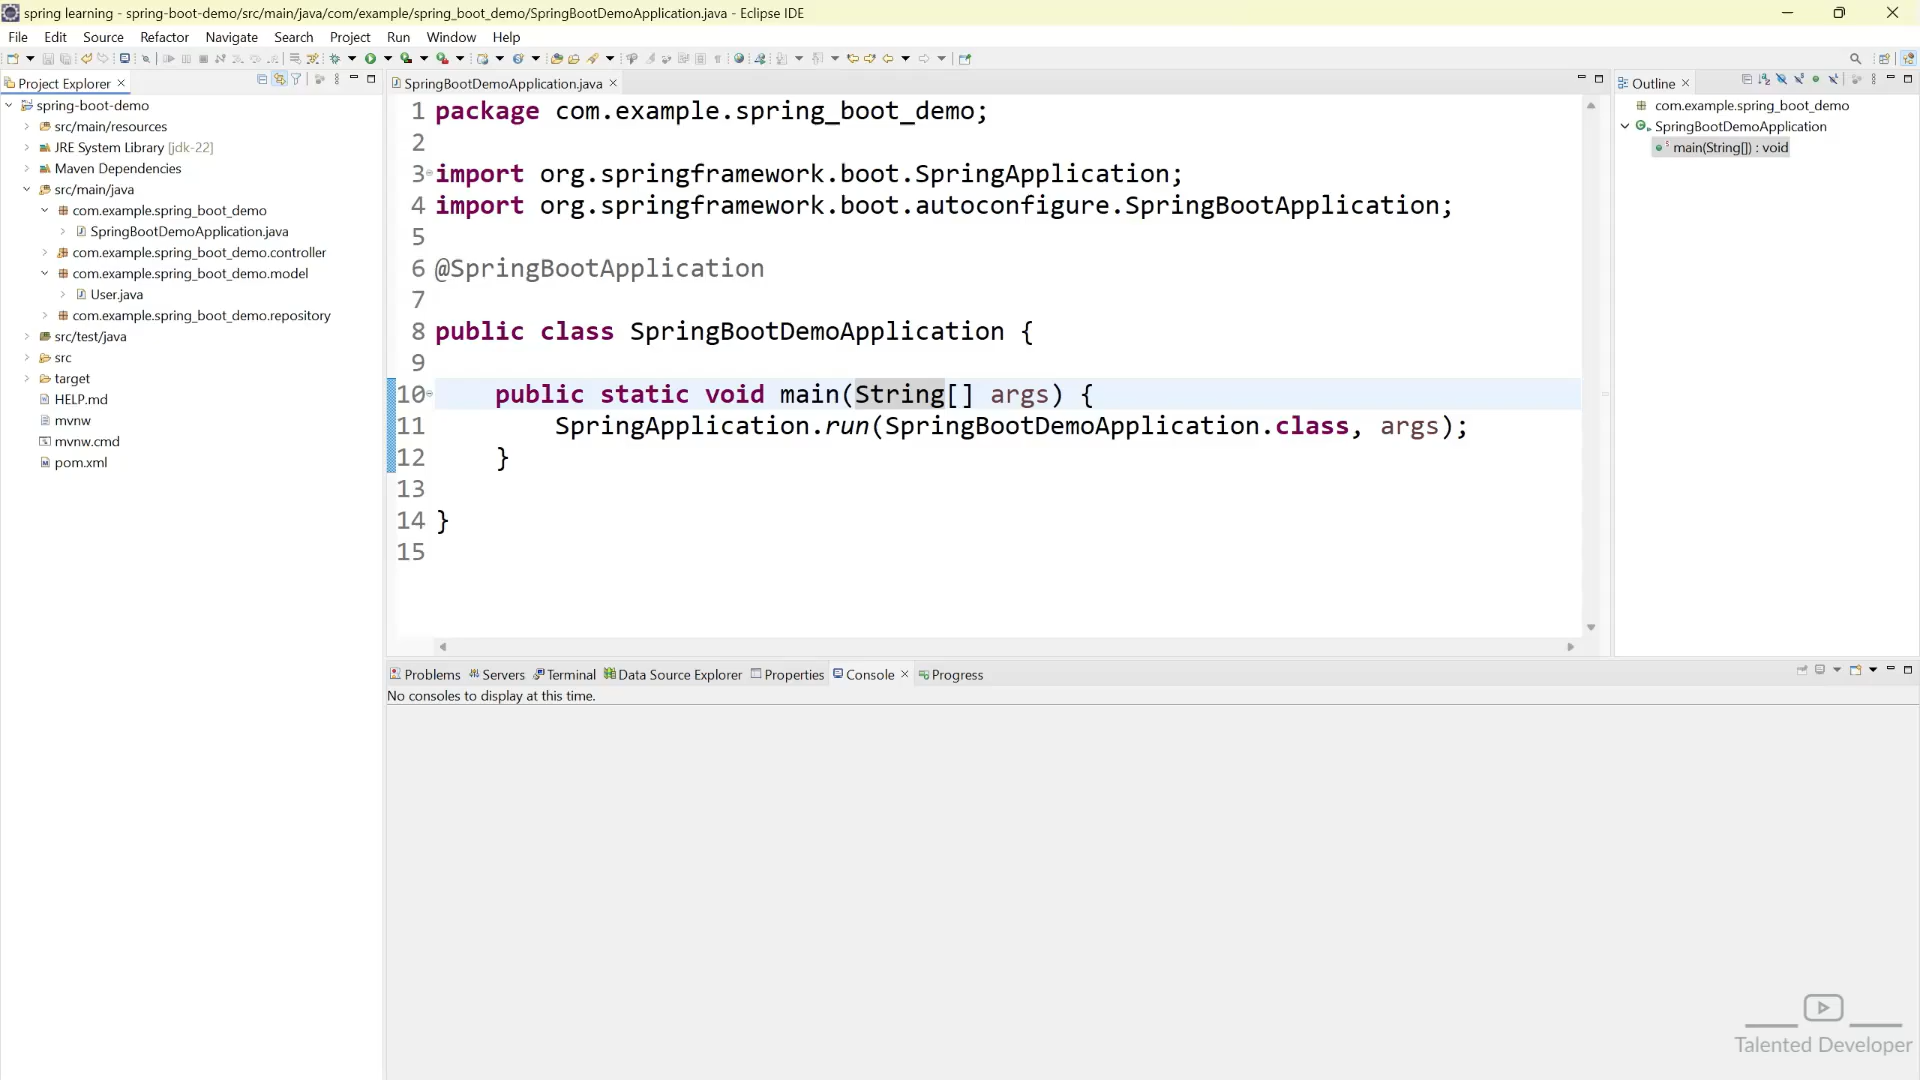 spring learning - spring-boot-demo/src/main/java/com/example/spring_boot_demo/SpringBootDemoApplication.java - Eclipse IDE
File Edit Source Refactor Navigate Search Project Run Window Help
Project Explorer
spring-boot-demo
src/main/resources
JRE System Library [jdk-22]
Maven Dependencies
src/main/java
com.example.spring_boot_demo
SpringBootDemoApplication.java
com.example.spring_boot_demo.controller
com.example.spring_boot_demo.model
User.java
com.example.spring_boot_demo.repository
src/test/java
src
target
HELP.md
mvnw
mvnw.cmd
pom.xml
SpringBootDemoApplication.java
1 package com.example.spring_boot_demo;
2
3 import org.springframework.boot.SpringApplication;
4 import org.springframework.boot.autoconfigure.SpringBootApplication;
5
6 @SpringBootApplication
7
8 public class SpringBootDemoApplication {
9
10 public static void main(String[] args) {
11 SpringApplication.run(SpringBootDemoApplication.class, args);
12 }
13
14 }
15
Outline
com.example.spring_boot_demo
SpringBootDemoApplication
main(String[]) : void
Problems Servers Terminal Data Source Explorer Properties Console Progress
No consoles to display at this time.
Talented Developer